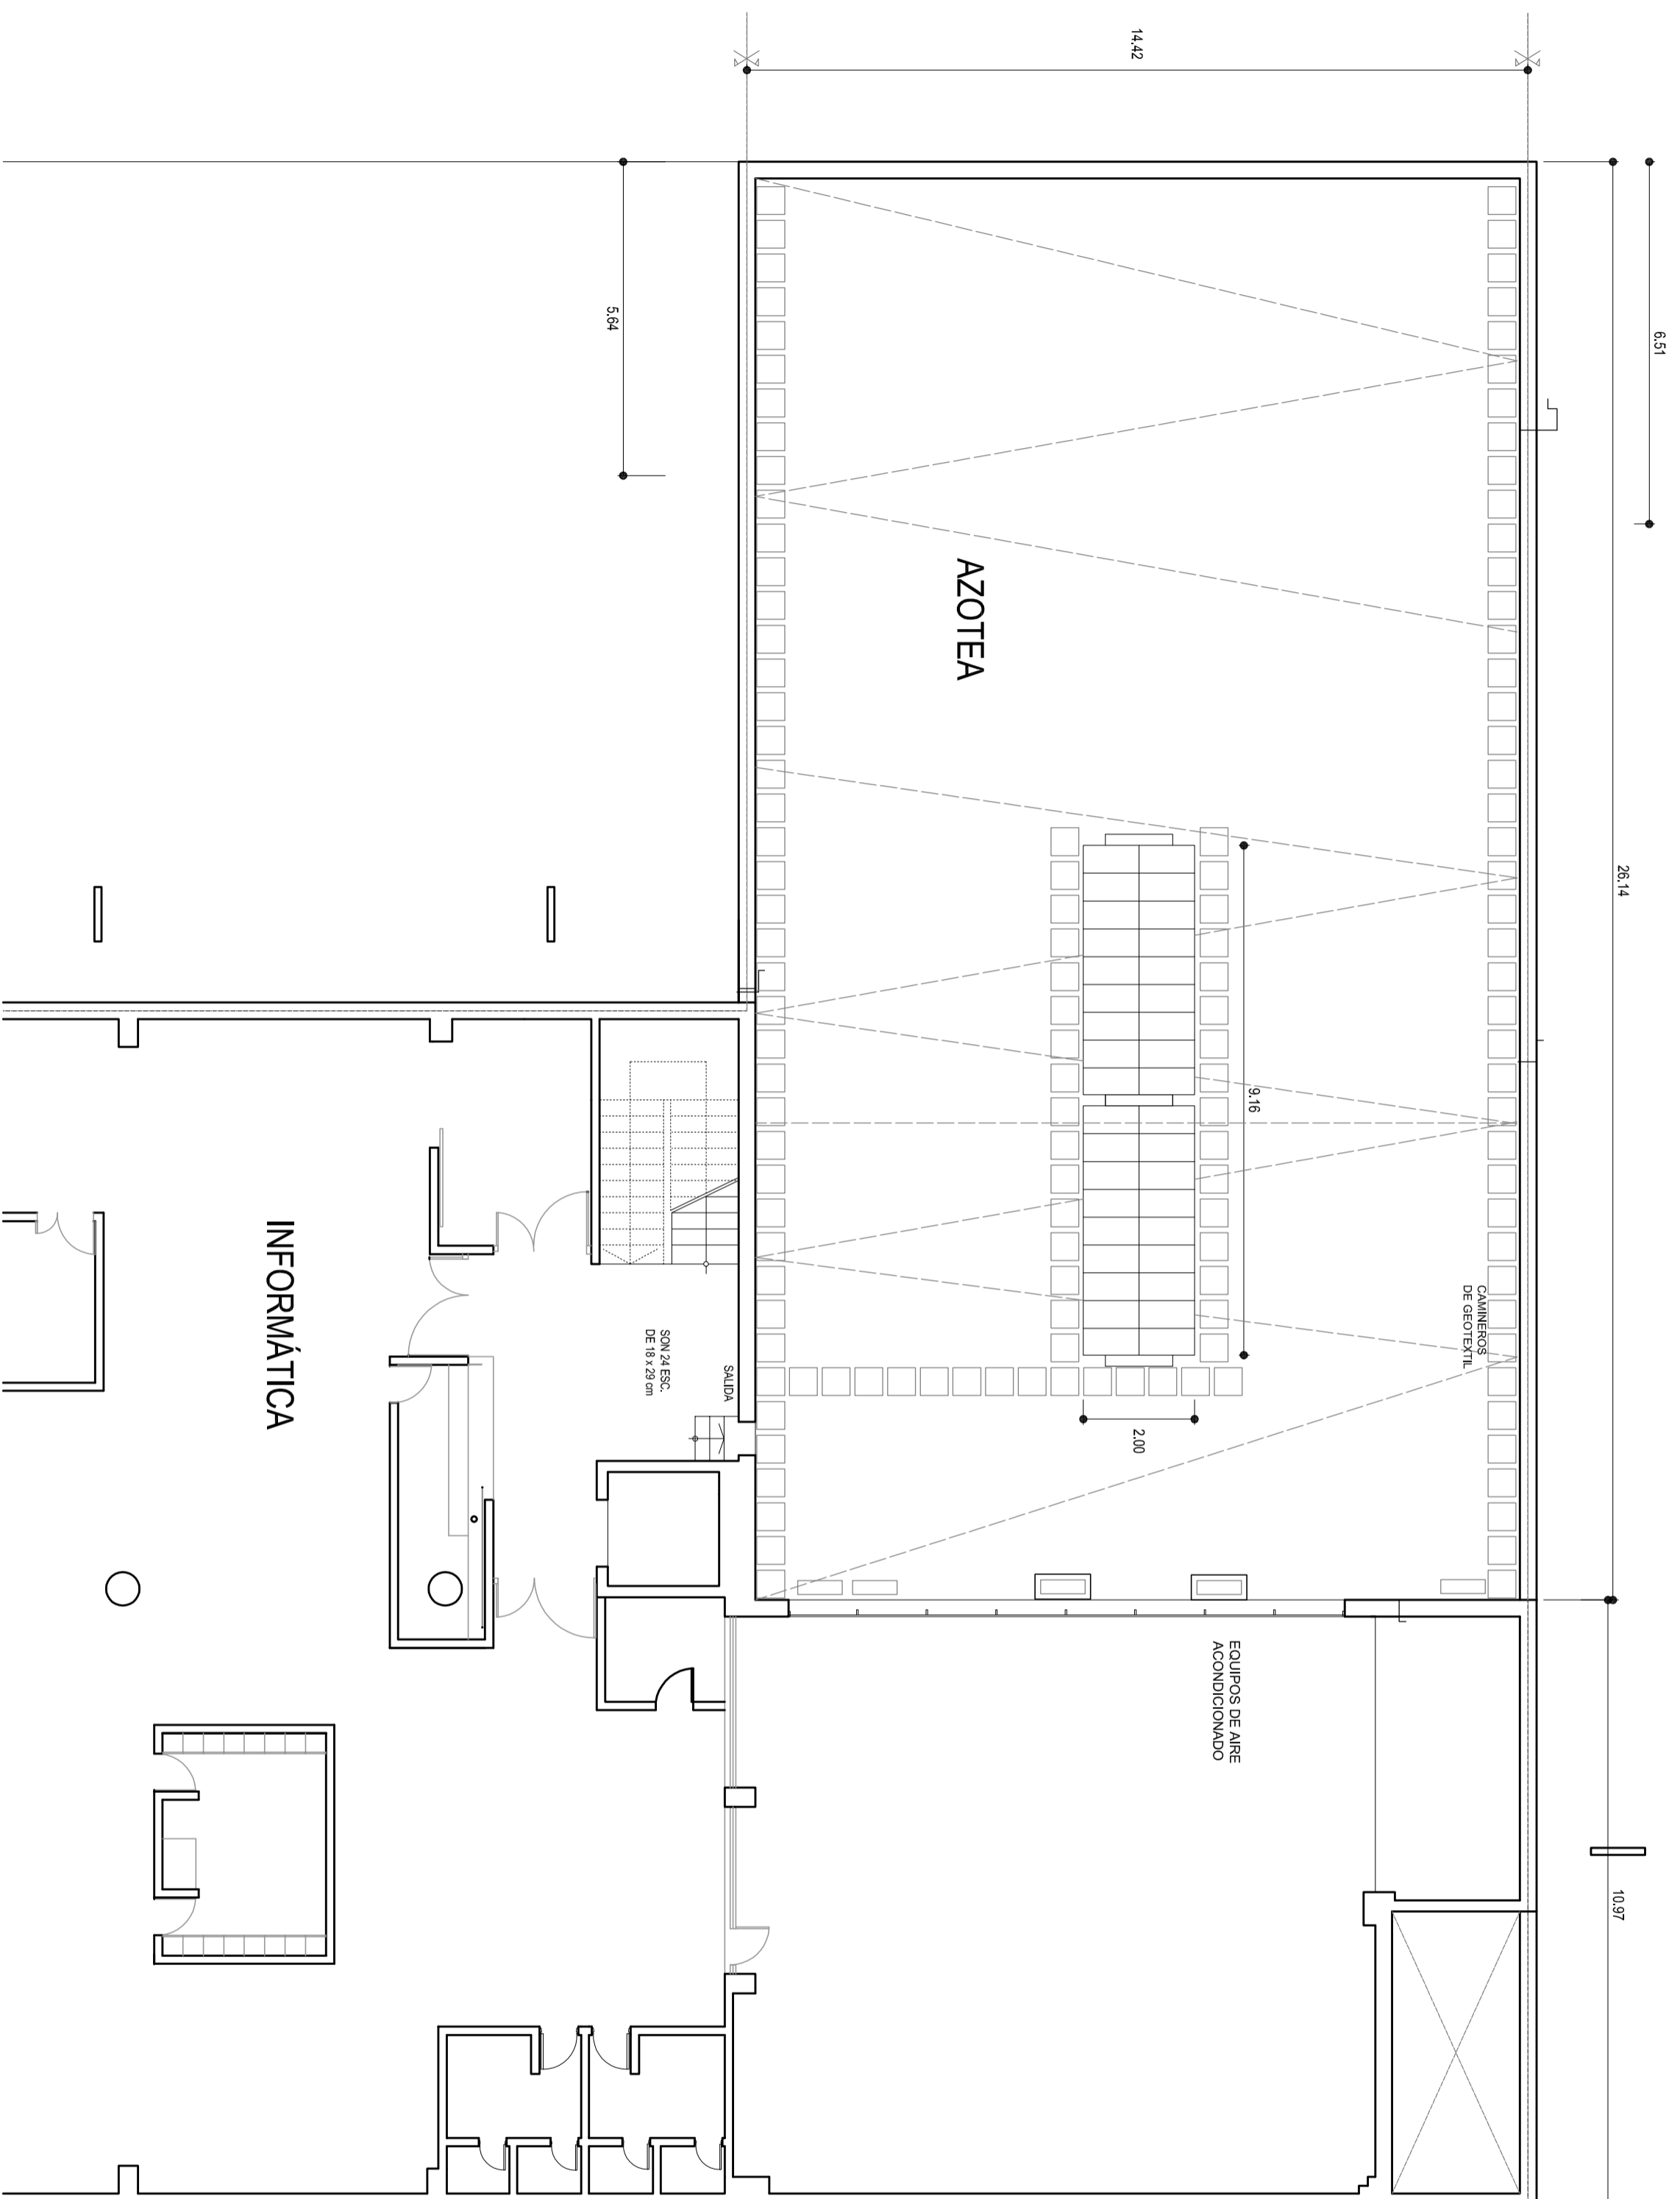 14.42
6.51
26.14
5.64
AZOTEA
9.16
CAMINEROS
DE GEOTEXTIL
INFORMÁTICA
SON 24 ESC.
DE 18 x 29 cm
SALIDA
2.00
EQUIPOS DE AIRE
ACONDICIONADO
10.97